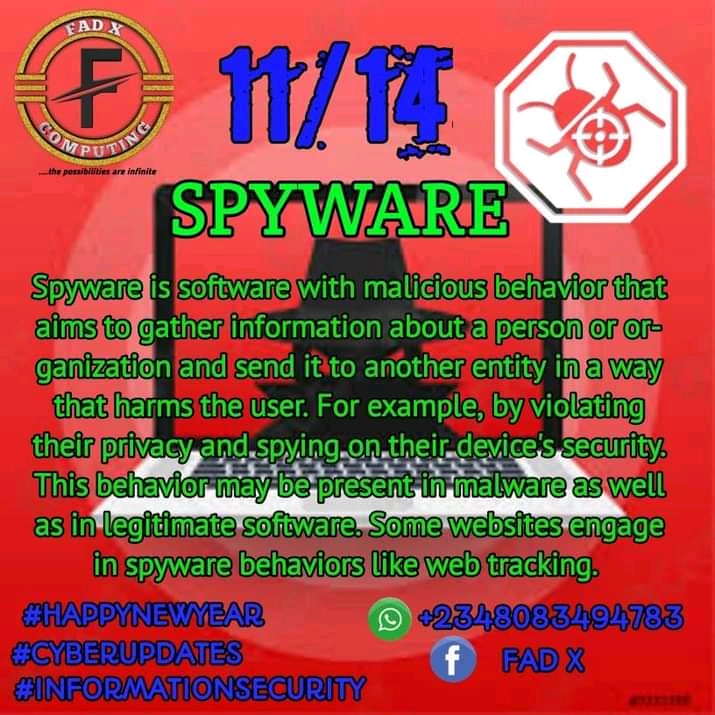 FAD X
F
COMPUTING
....the possibilities are infinite
11/14
SPYWARE
Spyware is software with malicious behavior that
aims to gather information about a person or or-
ganization and send it to another entity in a way
that harms the user. For example, by violating
their privacy and spying on their device's security.
This behavior may be present in malware as well
as in legitimate software. Some websites engage
in spyware behaviors like web tracking.
#HAPPYNEWYEAR
+2348083494783
#CYBERUPDATES
f FAD X
#INFORMATIONSECURITY